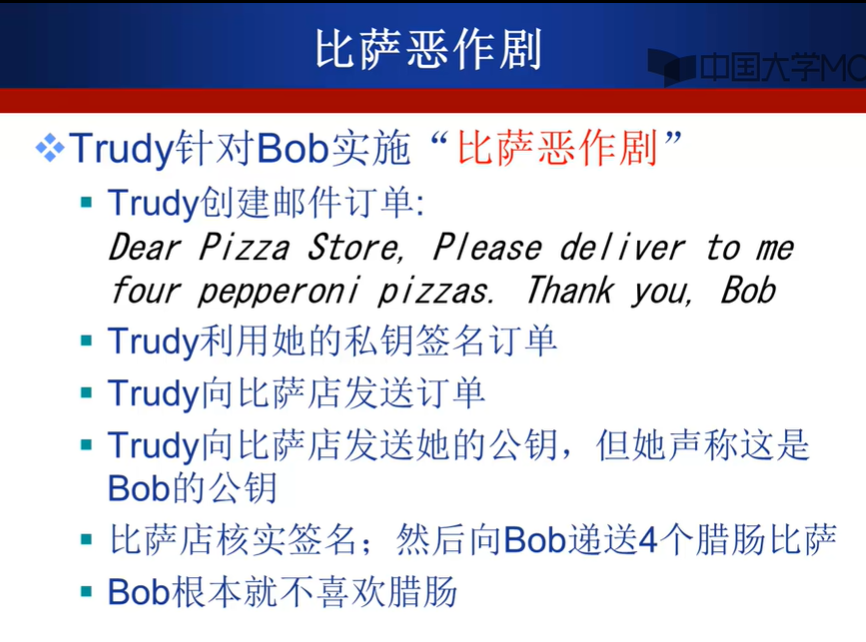 比萨恶作剧
中国大学MO
Trudy针对Bob实施“比萨恶作剧”
Trudy创建邮件订单:
Dear Pizza Store, Please deliver to me
four pepperoni pizzas. Thank you, Bob
Trudy利用她的私钥签名订单
Trudy向比萨店发送订单
Trudy向比萨店发送她的公钥，但她声称这是
Bob的公钥
比萨店核实签名；然后向Bob递送4个腊肠比萨
Bob根本就不喜欢腊肠